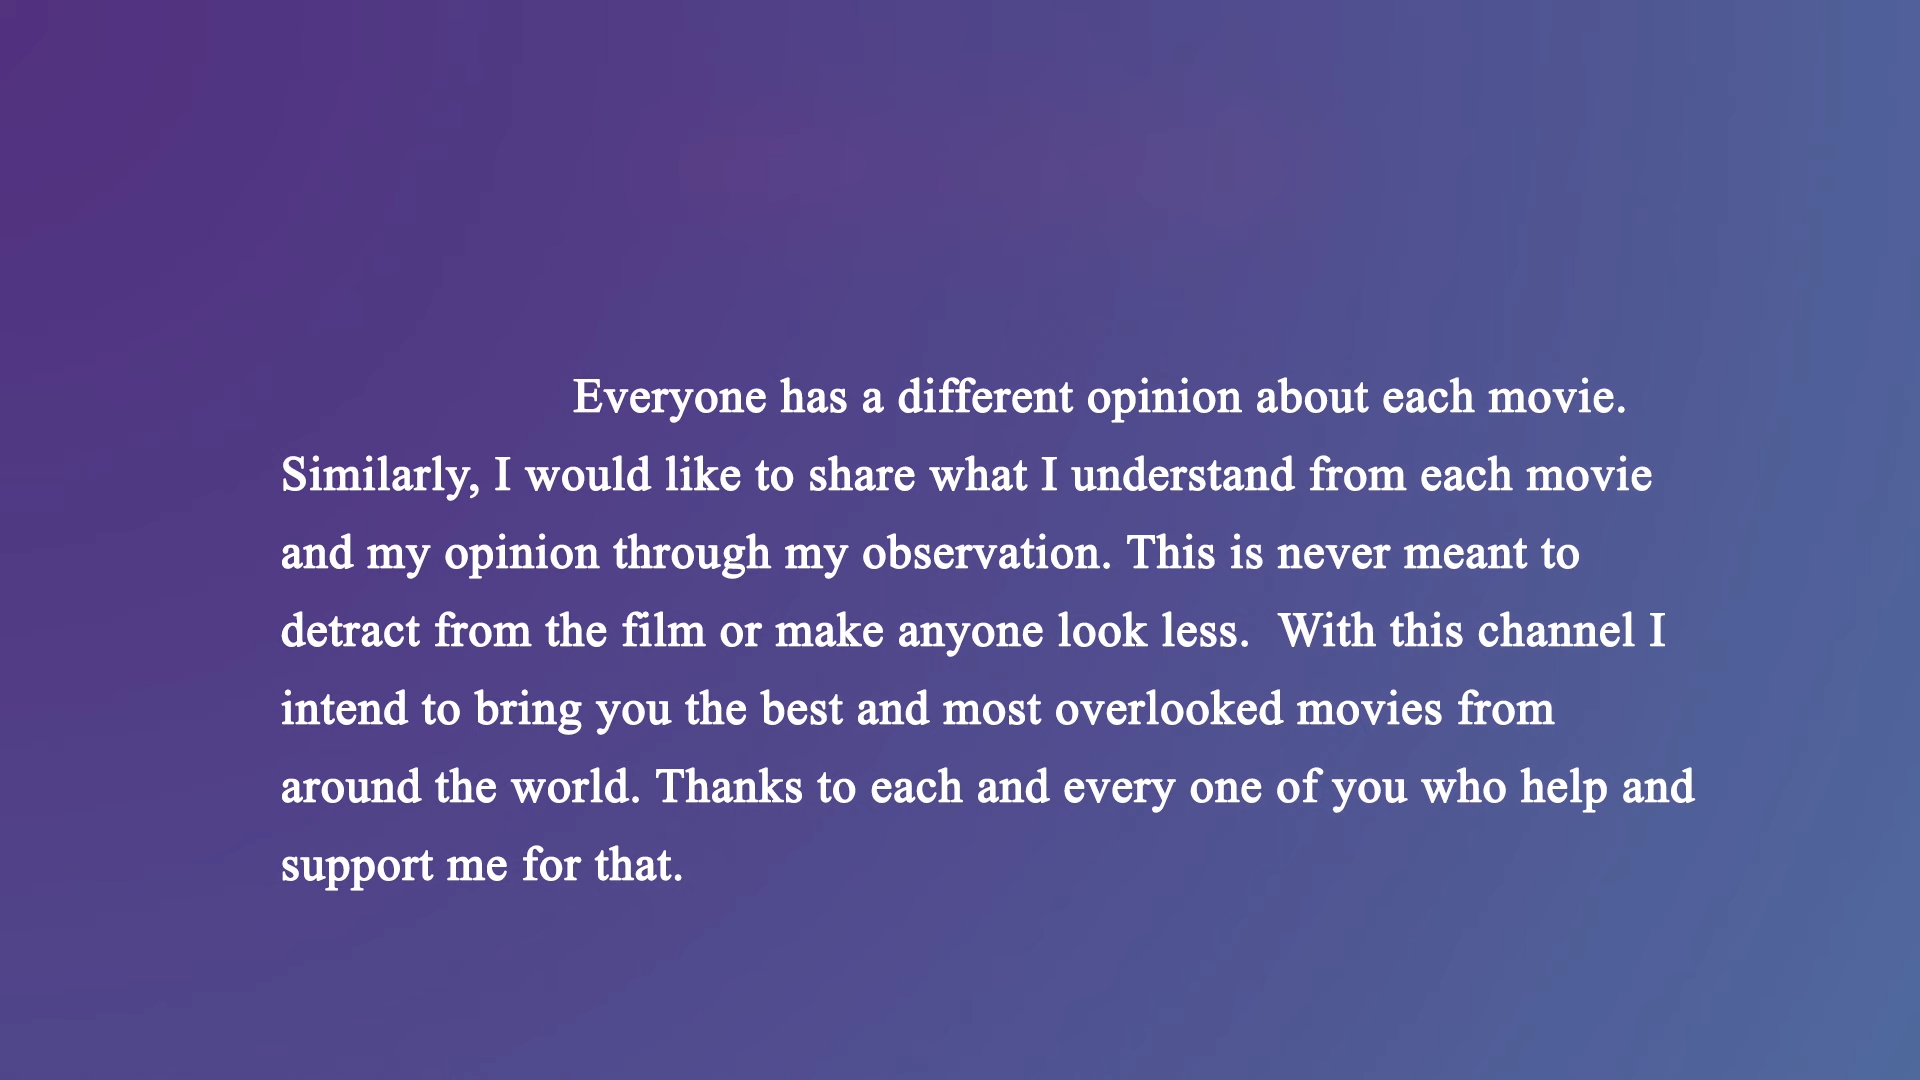 Everyone has a different opinion about each movie.
Similarly, I would like to share what I understand from each movie
and my opinion through my observation. This is never meant to
detract from the film or make anyone look less.  With this channel I
intend to bring you the best and most overlooked movies from
around the world. Thanks to each and every one of you who help and
support me for that.